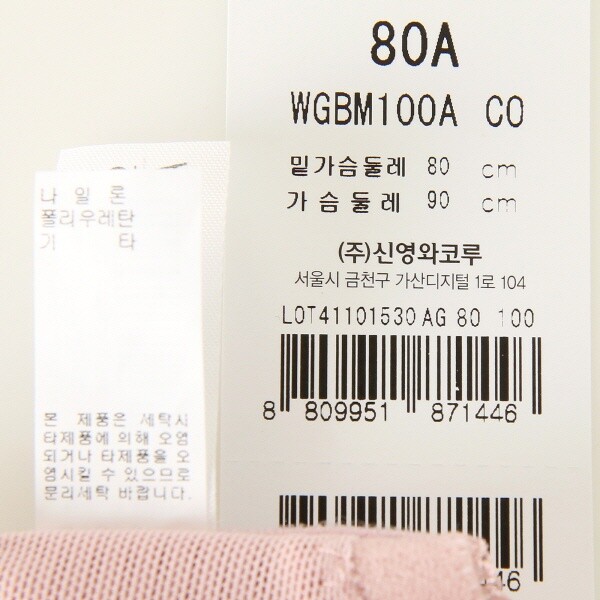 80A
WGBM100A CO
밑가슴둘레 80 cm
가슴둘레 90 cm
(주)신영와코루
서울시 금천구 가산디지털 1로 104
LOT41101530 AG 80 100
8 809951 871446
46
나일론
폴리우레탄
기타
본 제품은 세탁시
타제품에 의해 오염
되거나 타제품을 오
염시킬 수 있으므로
분리세탁 바랍니다.